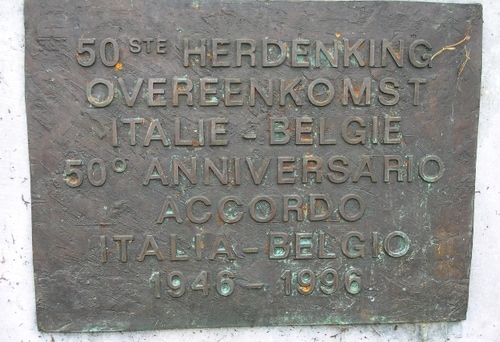 50STE HERDENKING
OVEREENKOMST
ITALIE - BELGIE
50° ANNIVERSARIO
ACCORDO
ITALIA - BELGIO
1946 - 1996